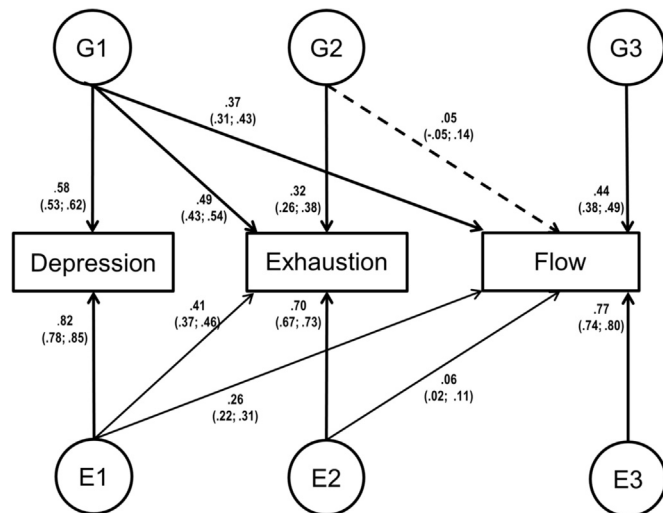 G1
G2
G3
.37
(.31; .43)
.05
(-.05; .14)
.58
(.53; .62)
.49
(.43; .54)
.32
(.26; .38)
.44
(.38; .49)
Depression
Exhaustion
Flow
.82
(.78; .85)
.41
(.37; .46)
.70
(.67; .73)
.77
(.74; .80)
.26
(.22; .31)
.06
(.02; .11)
E1
E2
E3